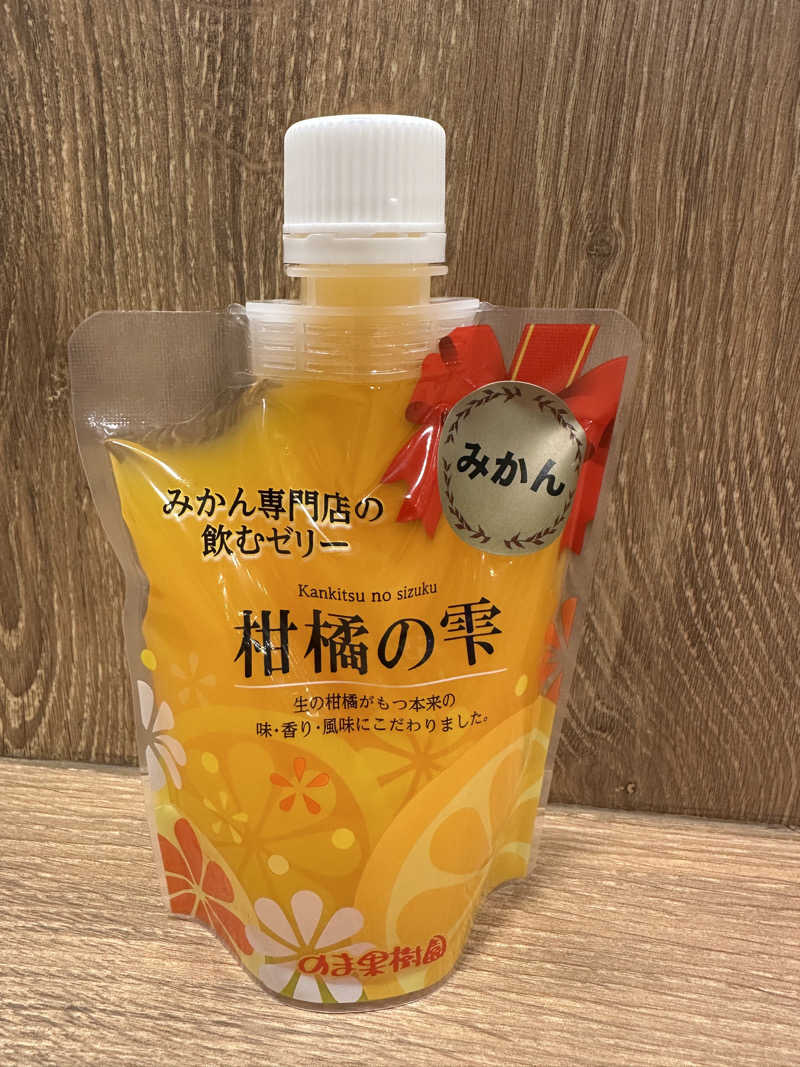 みかん
みかん専門店の
飲むゼリー
Kankitsu no sizuku
柑橘の雫
生の柑橘がもつ本来の
味・香り・風味にこだわりました。
のま果樹園